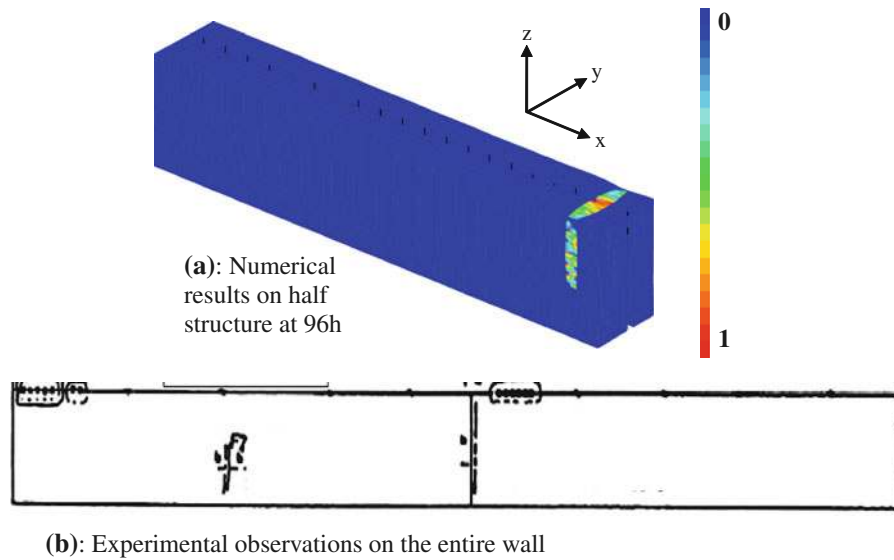 0
z
y
x
(a): Numerical
results on half
structure at 96h
1
(b): Experimental observations on the entire wall